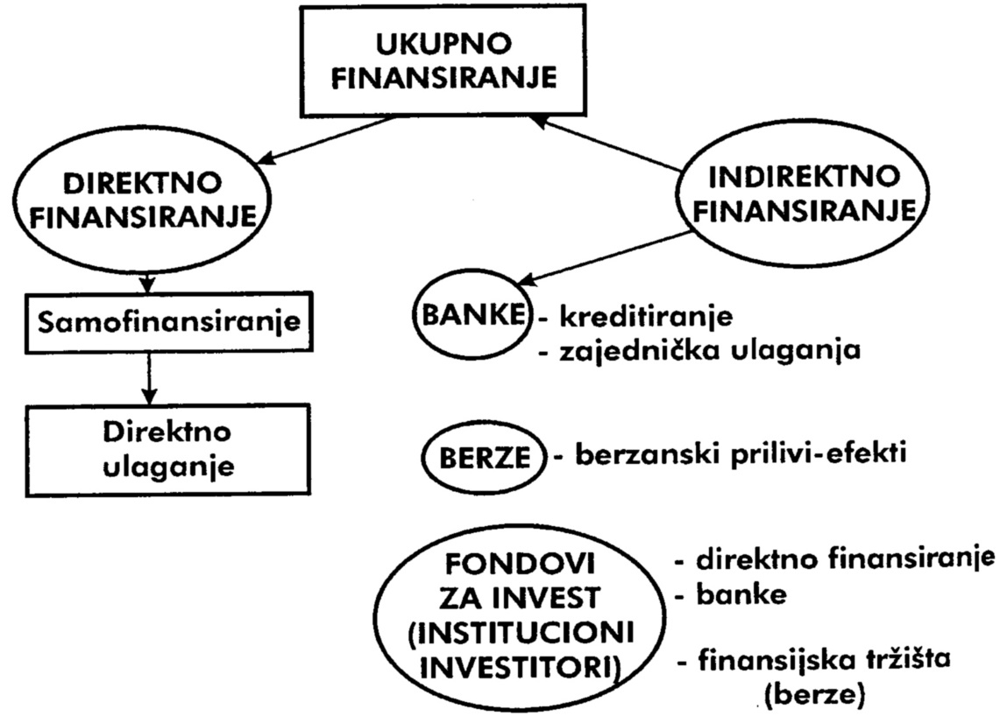 UKUPNO
FINANSIRANJE
DIREKTNO
FINANSIRANJE
INDIREKTNO
FINANSIRANJE
Samofinansiranje
Direktno
ulaganje
BANKE
- kreditiranje
- zajednička ulaganja
BERZE
- berzanski prilivi-efekti
FONDOVI
ZA INVEST
(INSTITUCIONI
INVESTITORI)
- direktno finansiranje
- banke
- finansijska tržišta
(berze)